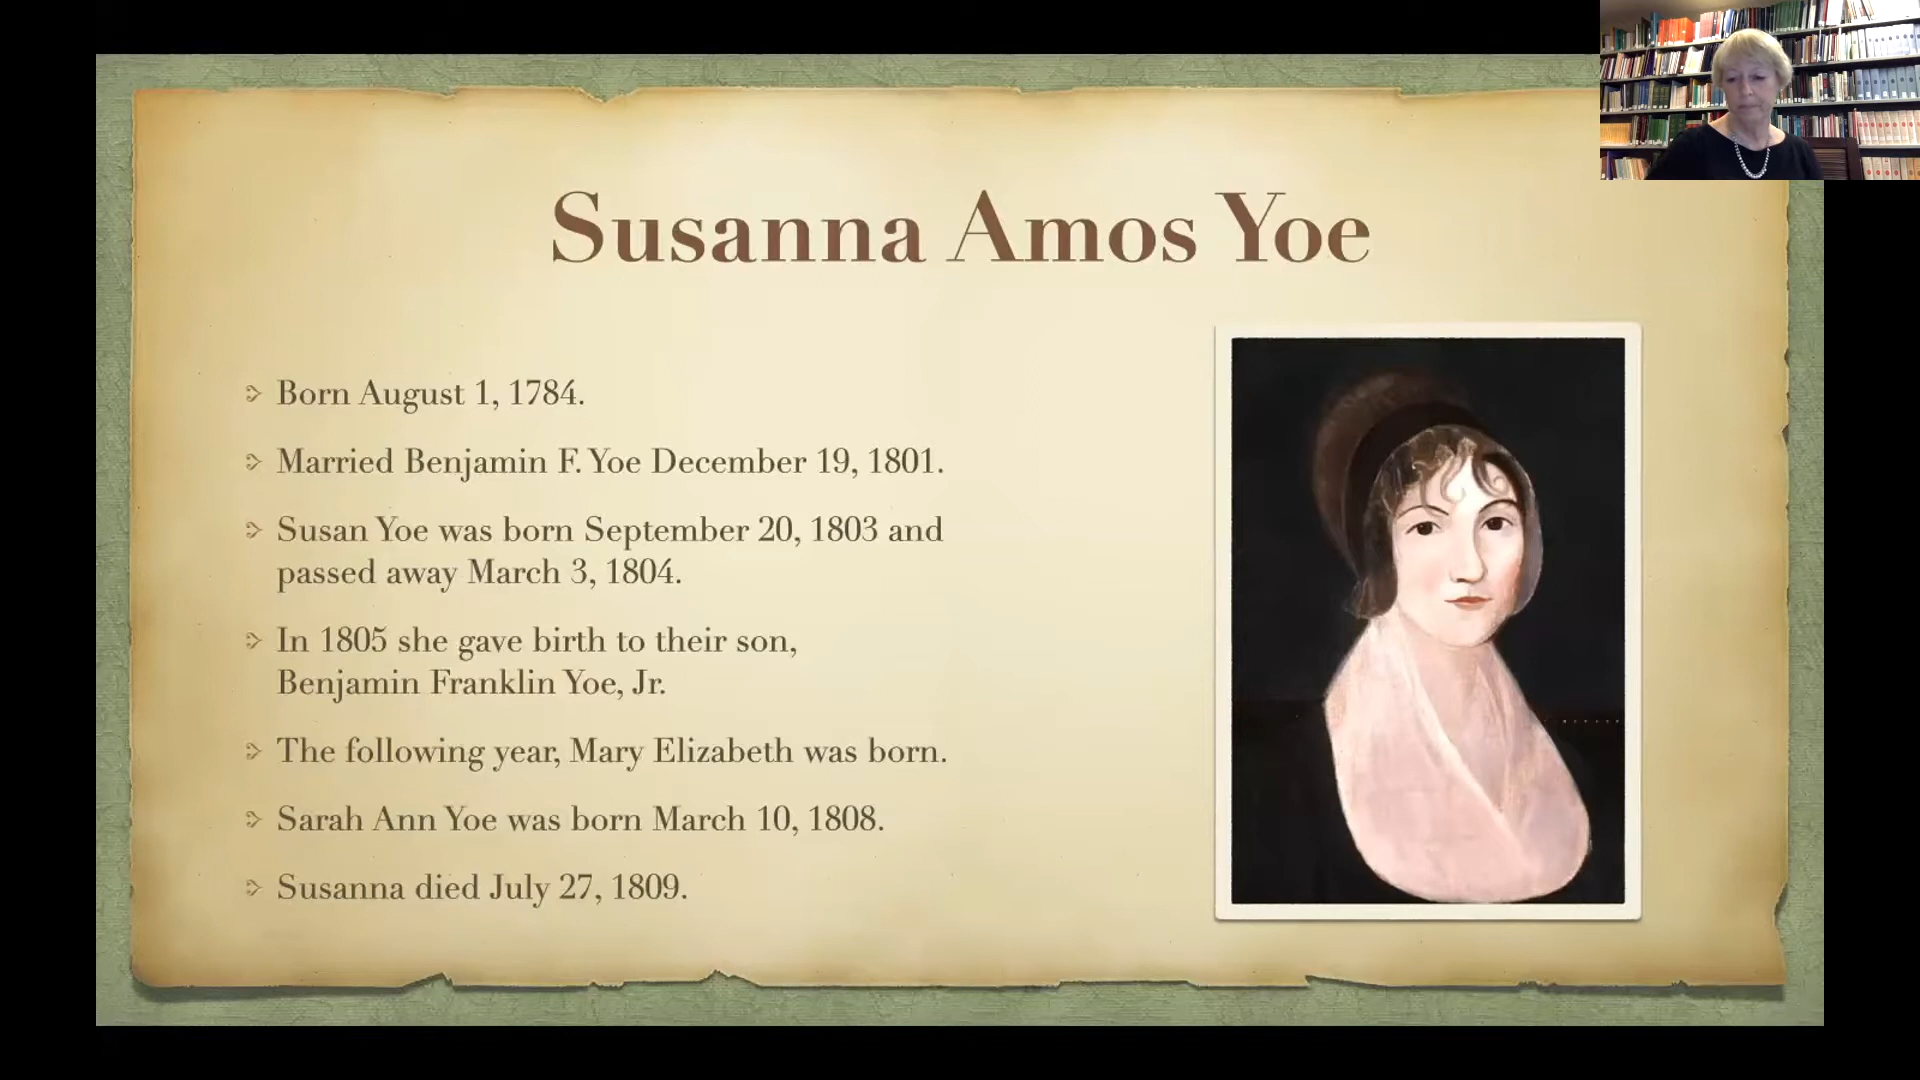 Susanna Amos Yoe
Born August 1, 1784.
Married Benjamin F. Yoe December 19, 1801.
Susan Yoe was born September 20, 1803 and
passed away March 3, 1804.
In 1805 she gave birth to their son,
Benjamin Franklin Yoe, Jr.
The following year, Mary Elizabeth was born.
Sarah Ann Yoe was born March 10, 1808.
Susanna died July 27, 1809.